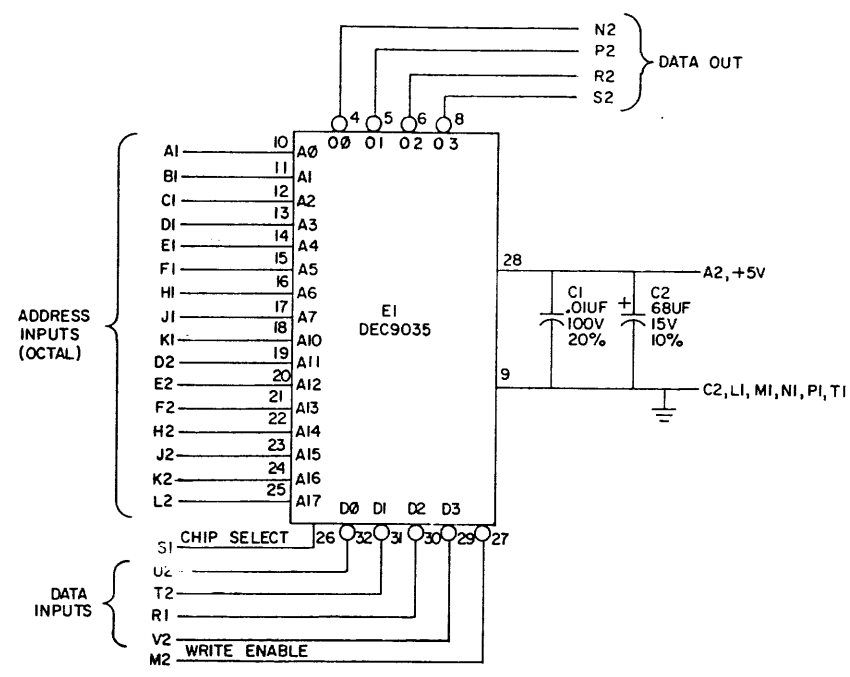 N2
P2
R2
S2
DATA OUT
4 5 6 8
O0 O1 O2 O3
ADDRESS
INPUTS
(OCTAL)
A1 10 AØ
B1 11 A1
C1 12 A2
D1 13 A3
E1 14 A4
F1 15 A5
H1 16 A6
J1 17 A7
K1 18 A10
D2 19 A11
E2 20 A12
F2 21 A13
H2 22 A14
J2 23 A15
K2 24 A16
L2 25 A17
E1
DEC9035
28
A2,+5V
C1
.01UF
100V
20%
+
C2
68UF
15V
10%
9
C2,L1,M1,N1,P1,T1
DØ D1 D2 D3
26 32 31 30 29 27
S1 CHIP SELECT
DATA
INPUTS
U2
T2
R1
V2
M2 WRITE ENABLE